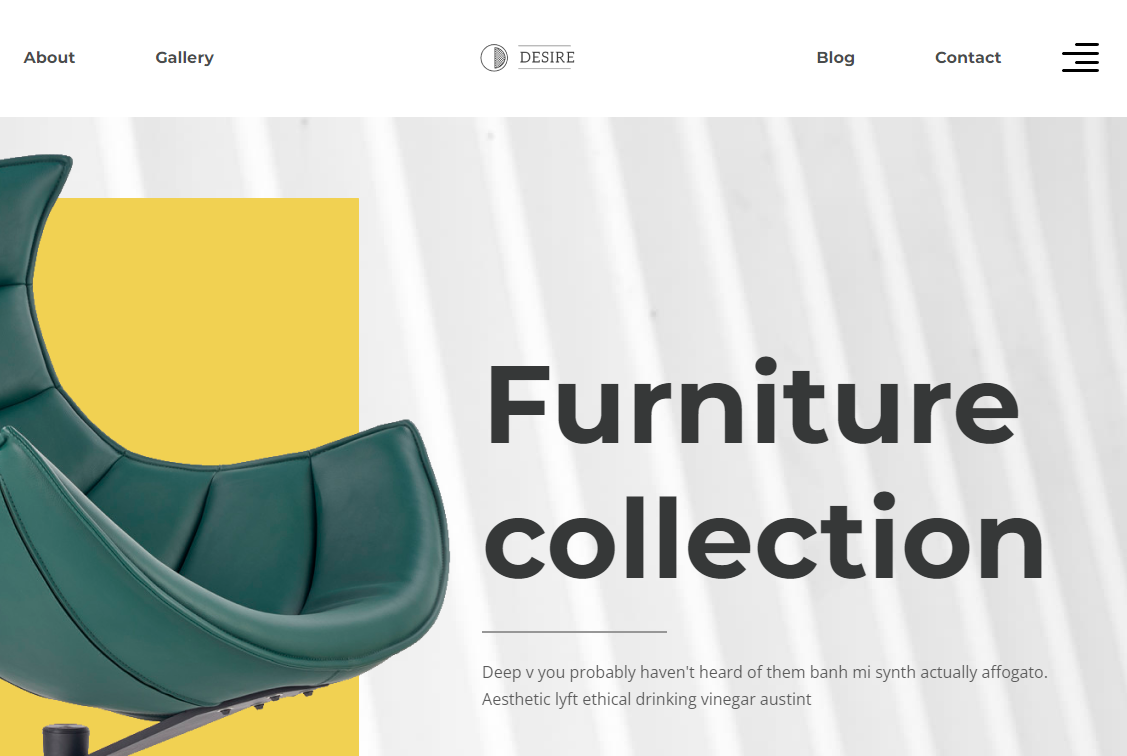 About
Gallery
DESIRE
Blog
Contact
Furniture
collection
Deep v you probably haven't heard of them banh mi synth actually affogato.
Aesthetic lyft ethical drinking vinegar austint